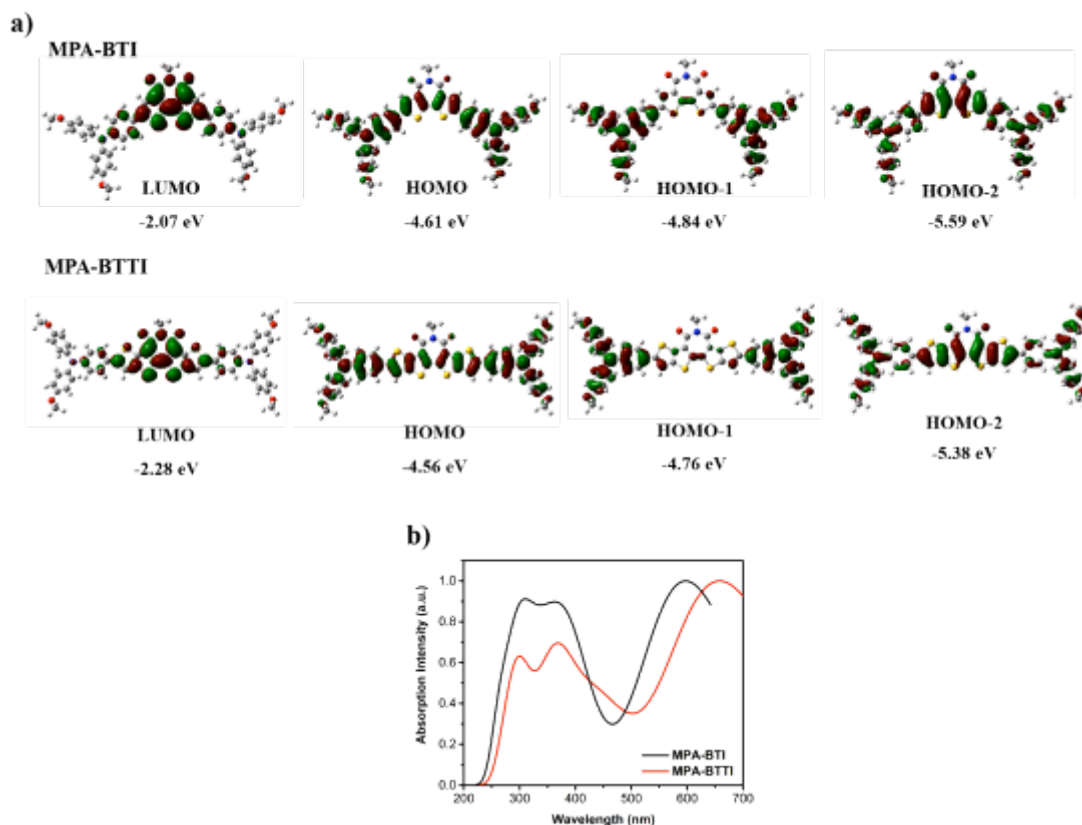 a)
MPA-BTI
LUMO
-2.07 eV
HOMO
-4.61 eV
HOMO-1
-4.84 eV
HOMO-2
-5.59 eV
MPA-BTTI
LUMO
-2.28 eV
HOMO
-4.56 eV
HOMO-1
-4.76 eV
HOMO-2
-5.38 eV
b)
Absorption Intensity (a.u.)
1.0
0.8
0.6
0.4
0.2
0.0
MPA-BTI
MPA-BTTI
200 300 400 500 600 700
Wavelength (nm)